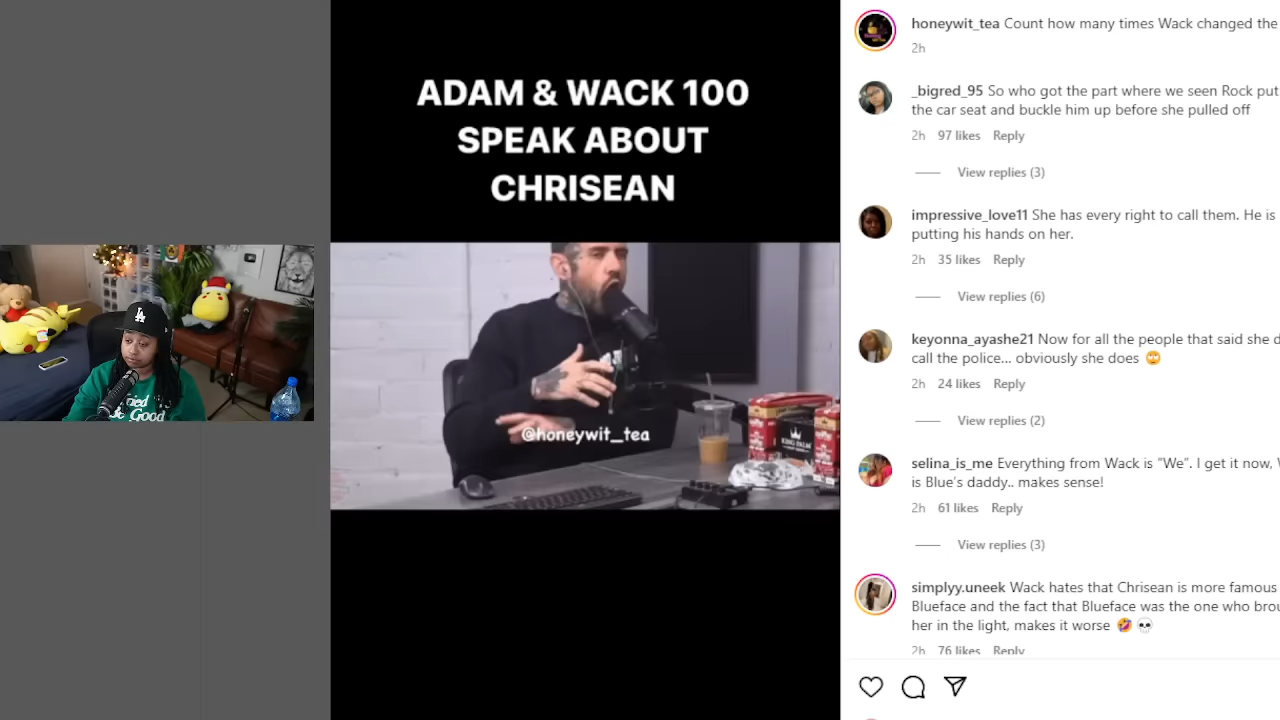 ADAM & WACK 100
SPEAK ABOUT
CHRISEAN
@honeywit_tea
KING PALM
LA
Good
honeywit_tea Count how many times Wack changed the
2h
_bigred_95 So who got the part where we seen Rock put
the car seat and buckle him up before she pulled off
2h 97 likes Reply
View replies (3)
impressive_love11 She has every right to call them. He is
putting his hands on her.
2h 35 likes Reply
View replies (6)
keyonna_ayashe21 Now for all the people that said she d
call the police... obviously she does 🙄
2h 24 likes Reply
View replies (2)
selina_is_me Everything from Wack is “We”. I get it now, W
is Blue’s daddy.. makes sense!
2h 61 likes Reply
View replies (3)
simplyy.uneek Wack hates that Chrisean is more famous
Blueface and the fact that Blueface was the one who brou
her in the light, makes it worse 🤣 💀
2h 76 likes Reply